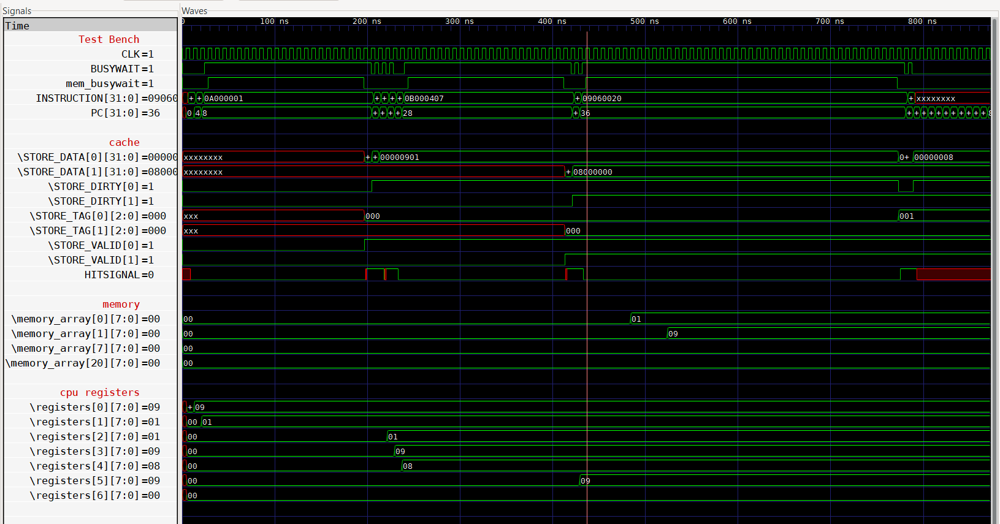 Signals Waves
Time 0 100 ns 200 ns 300 ns 400 ns 500 ns 600 ns 700 ns 800 ns
Test Bench
CLK=1
BUSYWAIT=1
mem_busywait=1
INSTRUCTION[31:0]=09060 + + 0A000001 + + + + 0B000407 + 09060020 + xxxxxxxx
PC[31:0]=36 0 4 8 + + + + 28 + 36 + + + + + + + + + + + 8
cache
\STORE_DATA[0][31:0]=00000 xxxxxxxx + + 00000901 0+ 00000008
\STORE_DATA[1][31:0]=08000 xxxxxxxx + 08000000
\STORE_DIRTY[0]=1
\STORE_DIRTY[1]=1
\STORE_TAG[0][2:0]=000 xxx 000 001
\STORE_TAG[1][2:0]=000 xxx 000
\STORE_VALID[0]=1
\STORE_VALID[1]=1
HITSIGNAL=0
memory
\memory_array[0][7:0]=00 00 01
\memory_array[1][7:0]=00 00 09
\memory_array[7][7:0]=00 00
\memory_array[20][7:0]=00 00
cpu registers
\registers[0][7:0]=09 + 09
\registers[1][7:0]=01 00 01
\registers[2][7:0]=01 00 01
\registers[3][7:0]=09 00 09
\registers[4][7:0]=08 00 08
\registers[5][7:0]=09 00 09
\registers[6][7:0]=00 00